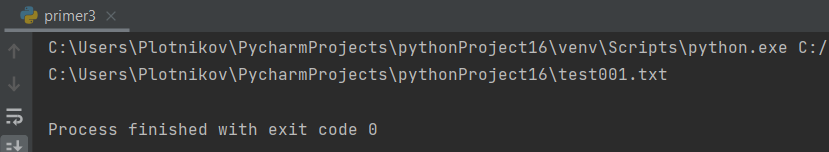 primer3
C:\Users\Plotnikov\PycharmProjects\pythonProject16\venv\Scripts\python.exe C:/
C:\Users\Plotnikov\PycharmProjects\pythonProject16\test001.txt
Process finished with exit code 0